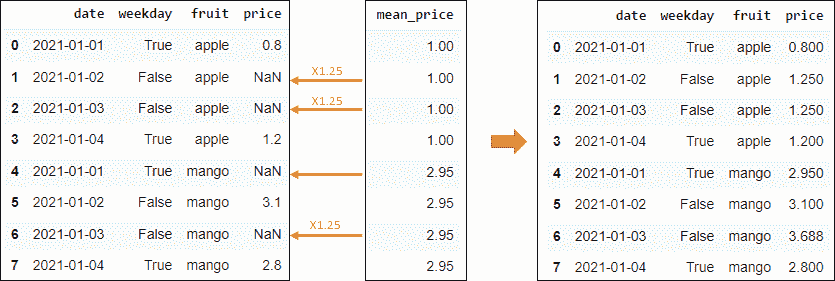 date weekday fruit price mean_price date weekday fruit price
0 2021-01-01 True apple 0.8 1.00 0 2021-01-01 True apple 0.800
1 2021-01-02 False apple NaN X1.25 1.00 1 2021-01-02 False apple 1.250
2 2021-01-03 False apple NaN X1.25 1.00 2 2021-01-03 False apple 1.250
3 2021-01-04 True apple 1.2 1.00 3 2021-01-04 True apple 1.200
4 2021-01-01 True mango NaN 2.95 4 2021-01-01 True mango 2.950
5 2021-01-02 False mango 3.1 2.95 5 2021-01-02 False mango 3.100
6 2021-01-03 False mango NaN X1.25 2.95 6 2021-01-03 False mango 3.688
7 2021-01-04 True mango 2.8 2.95 7 2021-01-04 True mango 2.800